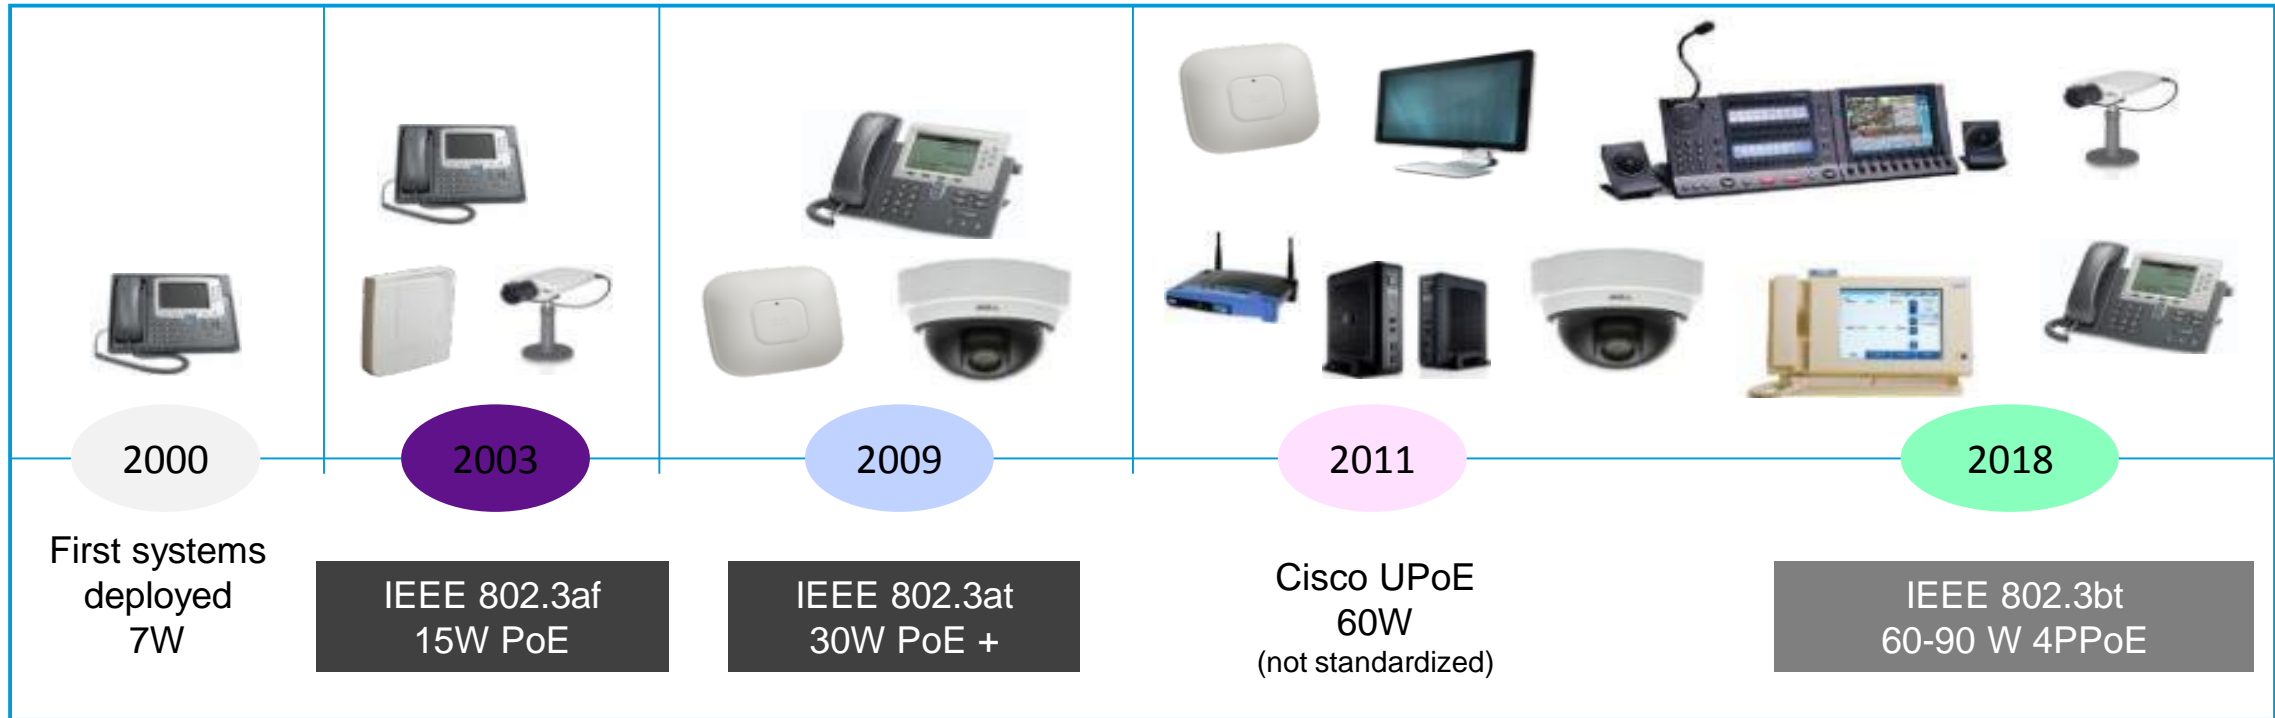 2000
2003
2009
2011
2018
First systems
deployed
7W
IEEE 802.3af
15W PoE
IEEE 802.3at
30W PoE +
Cisco UPoE
60W
(not standardized)
IEEE 802.3bt
60-90 W 4PPoE